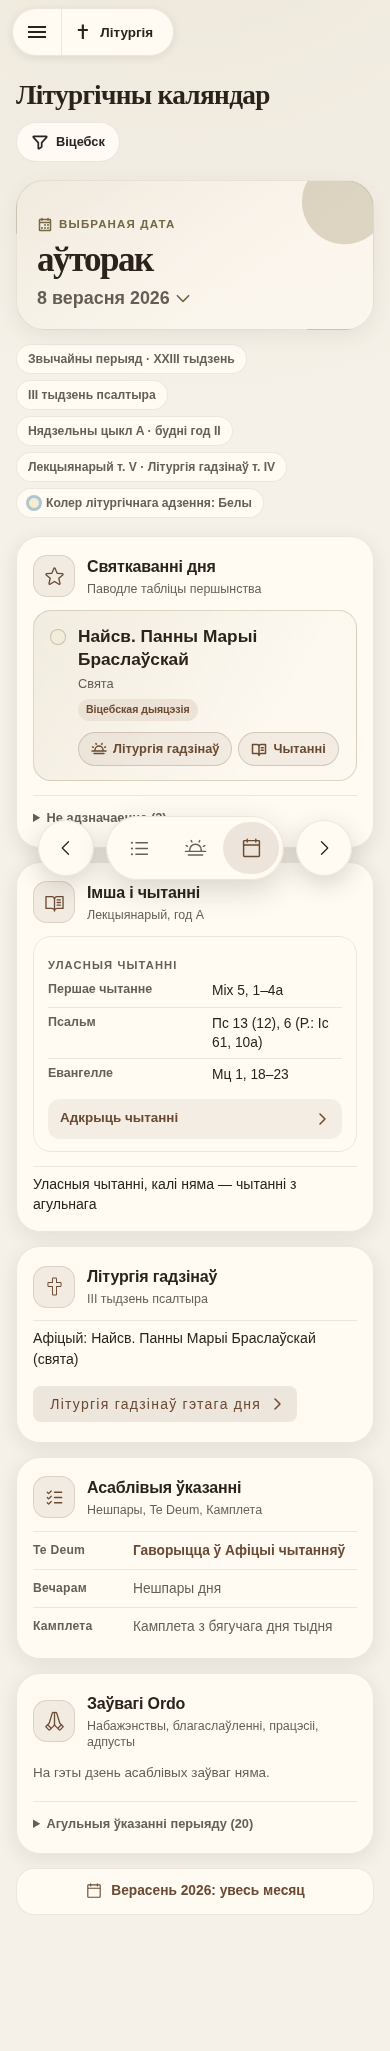 Літургія
Літургічны каляндар
Віцебск
ВЫБРАНАЯ ДАТА
аўторак
8 верасня 2026
Звычайны перыяд · XXIII тыдзень
III тыдзень псалтыра
Нядзельны цыкл A · будні год II
Лекцыянарый т. V · Літургія гадзінаў т. IV
Колер літургічнага адзення: Белы
Святкаванні дня
Паводле табліцы першынства
Найсв. Панны Марыі
Браслаўскай
Свята
Віцебская дыяцэзія
Літургія гадзінаў
Чытанні
Не адзначаецца (2)
Імша і чытанні
Лекцыянарый, год A
УЛАСНЫЯ ЧЫТАННІ
Першае чытанне
Міх 5, 1–4a
Псальм
Пс 13 (12), 6 (Р.: Іс
61, 10a)
Евангелле
Мц 1, 18–23
Адкрыць чытанні
Уласныя чытанні, калі няма — чытанні з
агульнага
Літургія гадзінаў
III тыдзень псалтыра
Афіцый: Найсв. Панны Марыі Браслаўскай
(свята)
Літургія гадзінаў гэтага дня
Асаблівыя ўказанні
Нешпары, Te Deum, Камплета
Te Deum
Гаворыцца ў Афіцыі чытанняў
Вечарам
Нешпары дня
Камплета
Камплета з бягучага дня тыдня
Заўвагі Ordo
Набажэнствы, благаслаўленні, працэсіі,
адпусты
На гэты дзень асаблівых заўваг няма.
Агульныя ўказанні перыяду (20)
Верасень 2026: увесь месяц